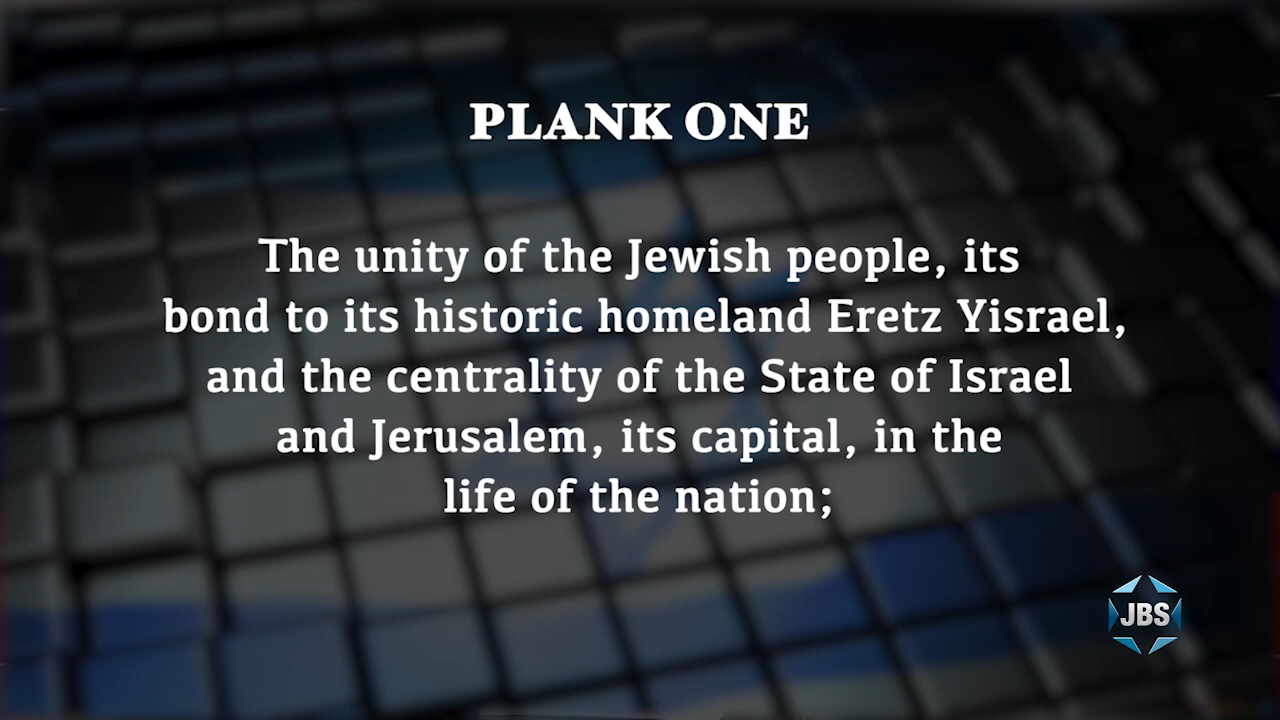 PLANK ONE
The unity of the Jewish people, its
bond to its historic homeland Eretz Yisrael,
and the centrality of the State of Israel
and Jerusalem, its capital, in the
life of the nation;
JBS